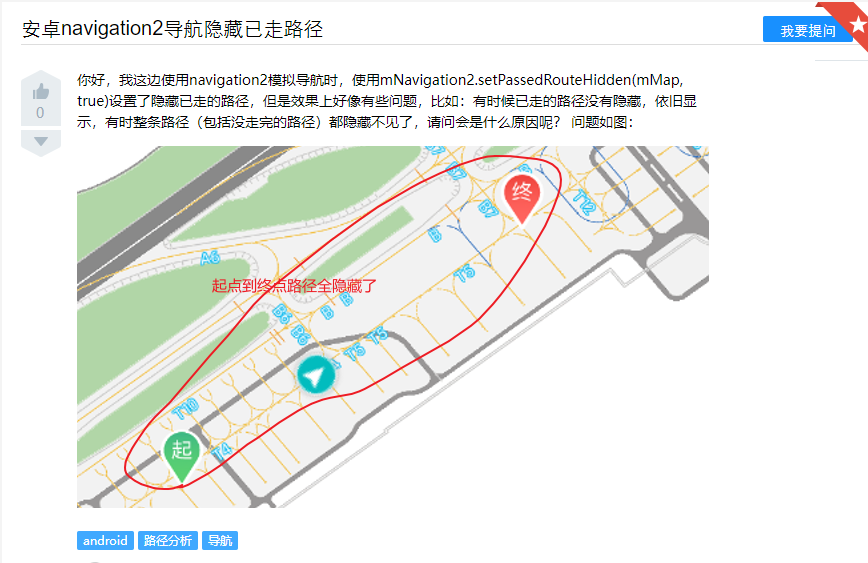 安卓navigation2导航隐藏已走路径
我要提问
0
你好，我这边使用navigation2模拟导航时，使用mNavigation2.setPassedRouteHidden(mMap,
true)设置了隐藏已走的路径，但是效果上好像有些问题，比如：有时候已走的路径没有隐藏，依旧显
示，有时整条路径（包括没走完的路径）都隐藏不见了，请问会是什么原因呢？ 问题如图：
终
B7
B7
T12
B
A6
T5
起点到终点路径全隐藏了
B
B
B8
B6
T5
T5
T10
起
T4
android
路径分析
导航